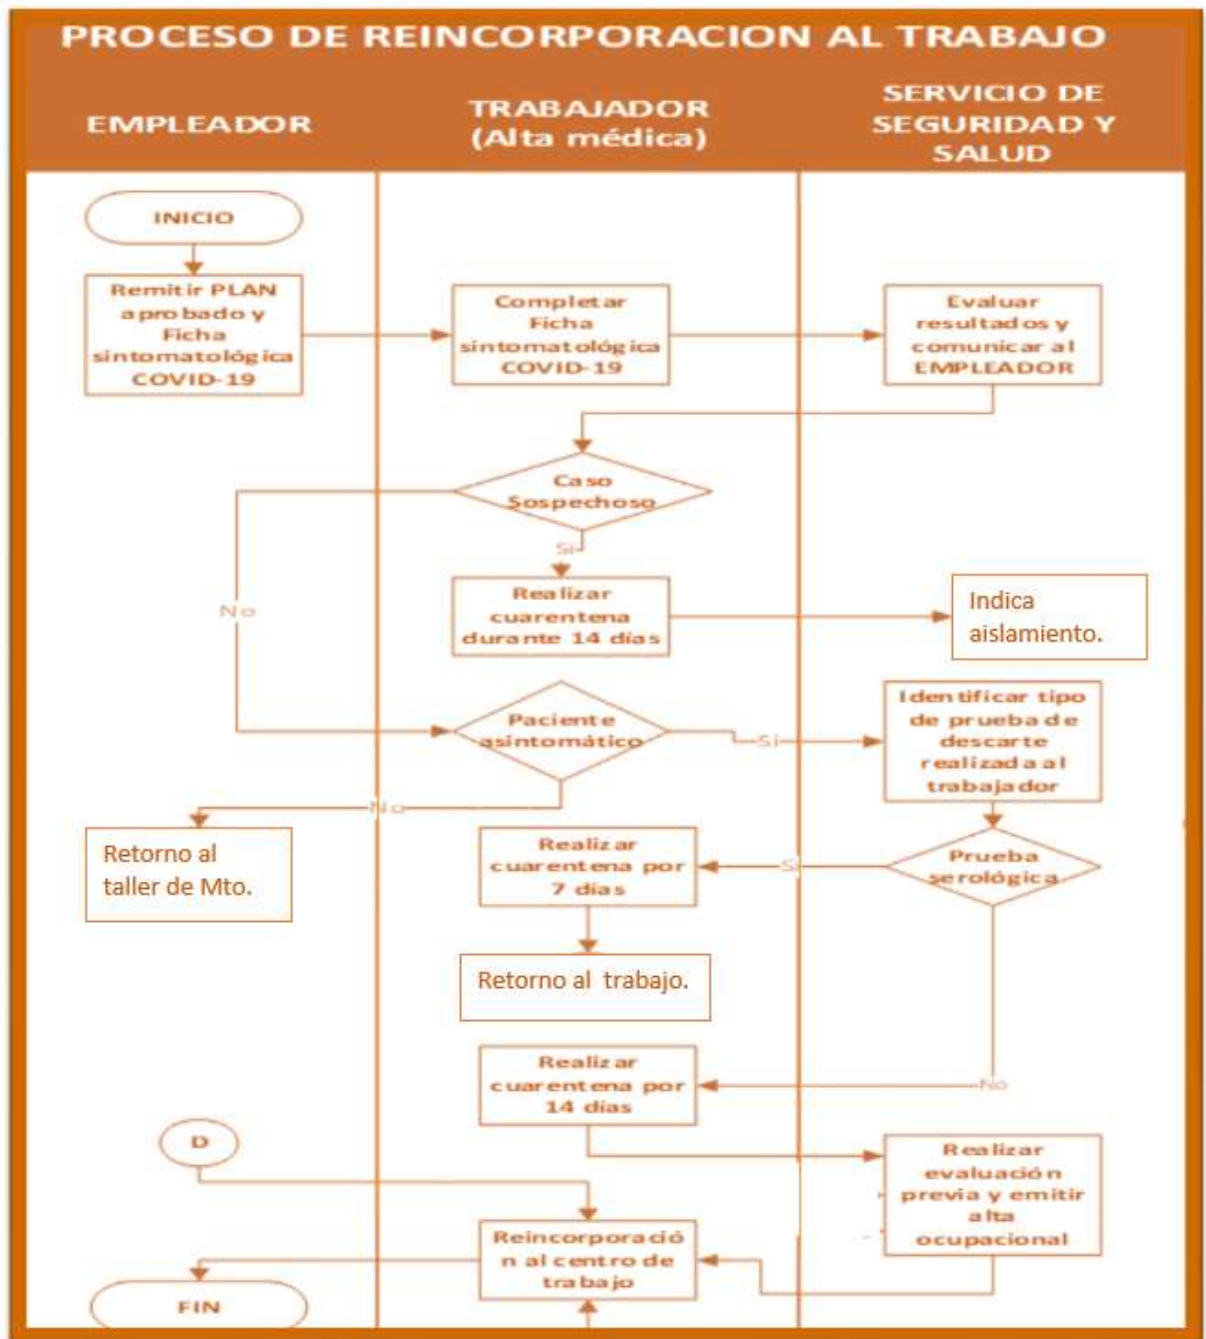 PROCESO DE REINCORPORACION AL TRABAJO
EMPLEADOR
TRABAJADOR
(Alta médica)
SERVICIO DE
SEGURIDAD Y
SALUD
INICIO
Remitir PLAN
aprobado y
Ficha
sintomatológica
COVID-19
Completar
Ficha
sintomatológica
COVID-19
Evaluar
resultados y
comunicar al
EMPLEADOR
Caso
Sospechoso
Si
No
Realizar
cuarentena
durante 14 días
Indica
aislamiento.
Paciente
asintomático
Si
Identificar tipo
de prueba de
descarte
realizada al
trabajador
No
Retorno al
taller de Mto.
Realizar
cuarentena por
7 días
Si
Prueba
serológica
Retorno al trabajo.
Realizar
cuarentena por
14 días
No
D
Realizar
evaluación
previa y emitir
alta
ocupacional
Reincorporació
n al centro de
trabajo
FIN